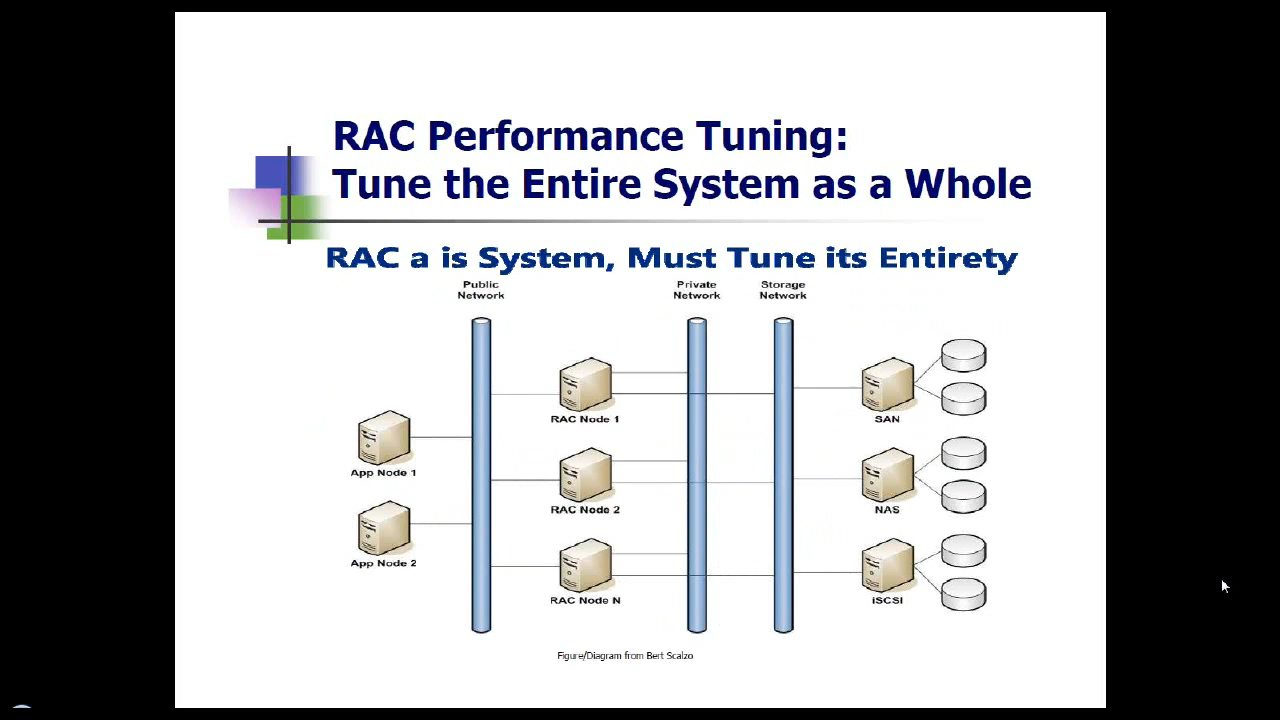 RAC Performance Tuning:
Tune the Entire System as a Whole
RAC a is System, Must Tune its Entirety
Public
Network
Private
Network
Storage
Network
RAC Node 1
SAN
App Node 1
RAC Node 2
NAS
App Node 2
RAC Node N
iSCSI
Figure/Diagram from Bert Scalzo